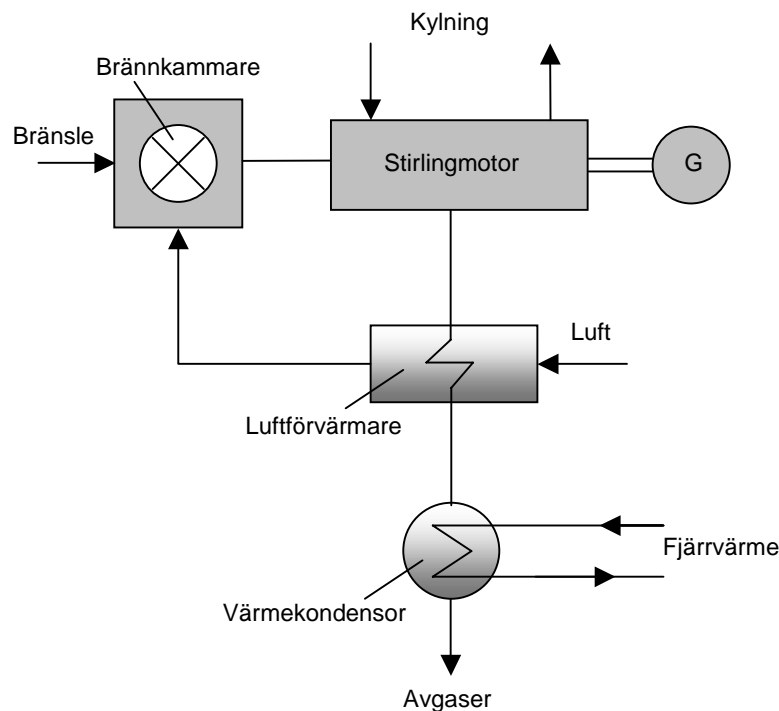 Kylning
Brännkammare
Bränsle
Stirlingmotor
G
Luft
Luftförvärmare
Fjärrvärme
Värmekondensor
Avgaser